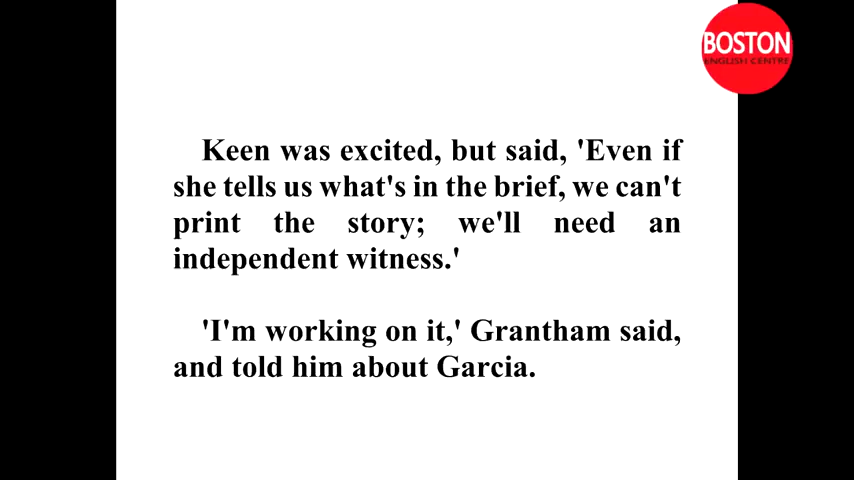 BOSTON
ENGLISH CENTRE
Keen was excited, but said, 'Even if
she tells us what's in the brief, we can't
print the story; we'll need an
independent witness.'
'I'm working on it,' Grantham said,
and told him about Garcia.